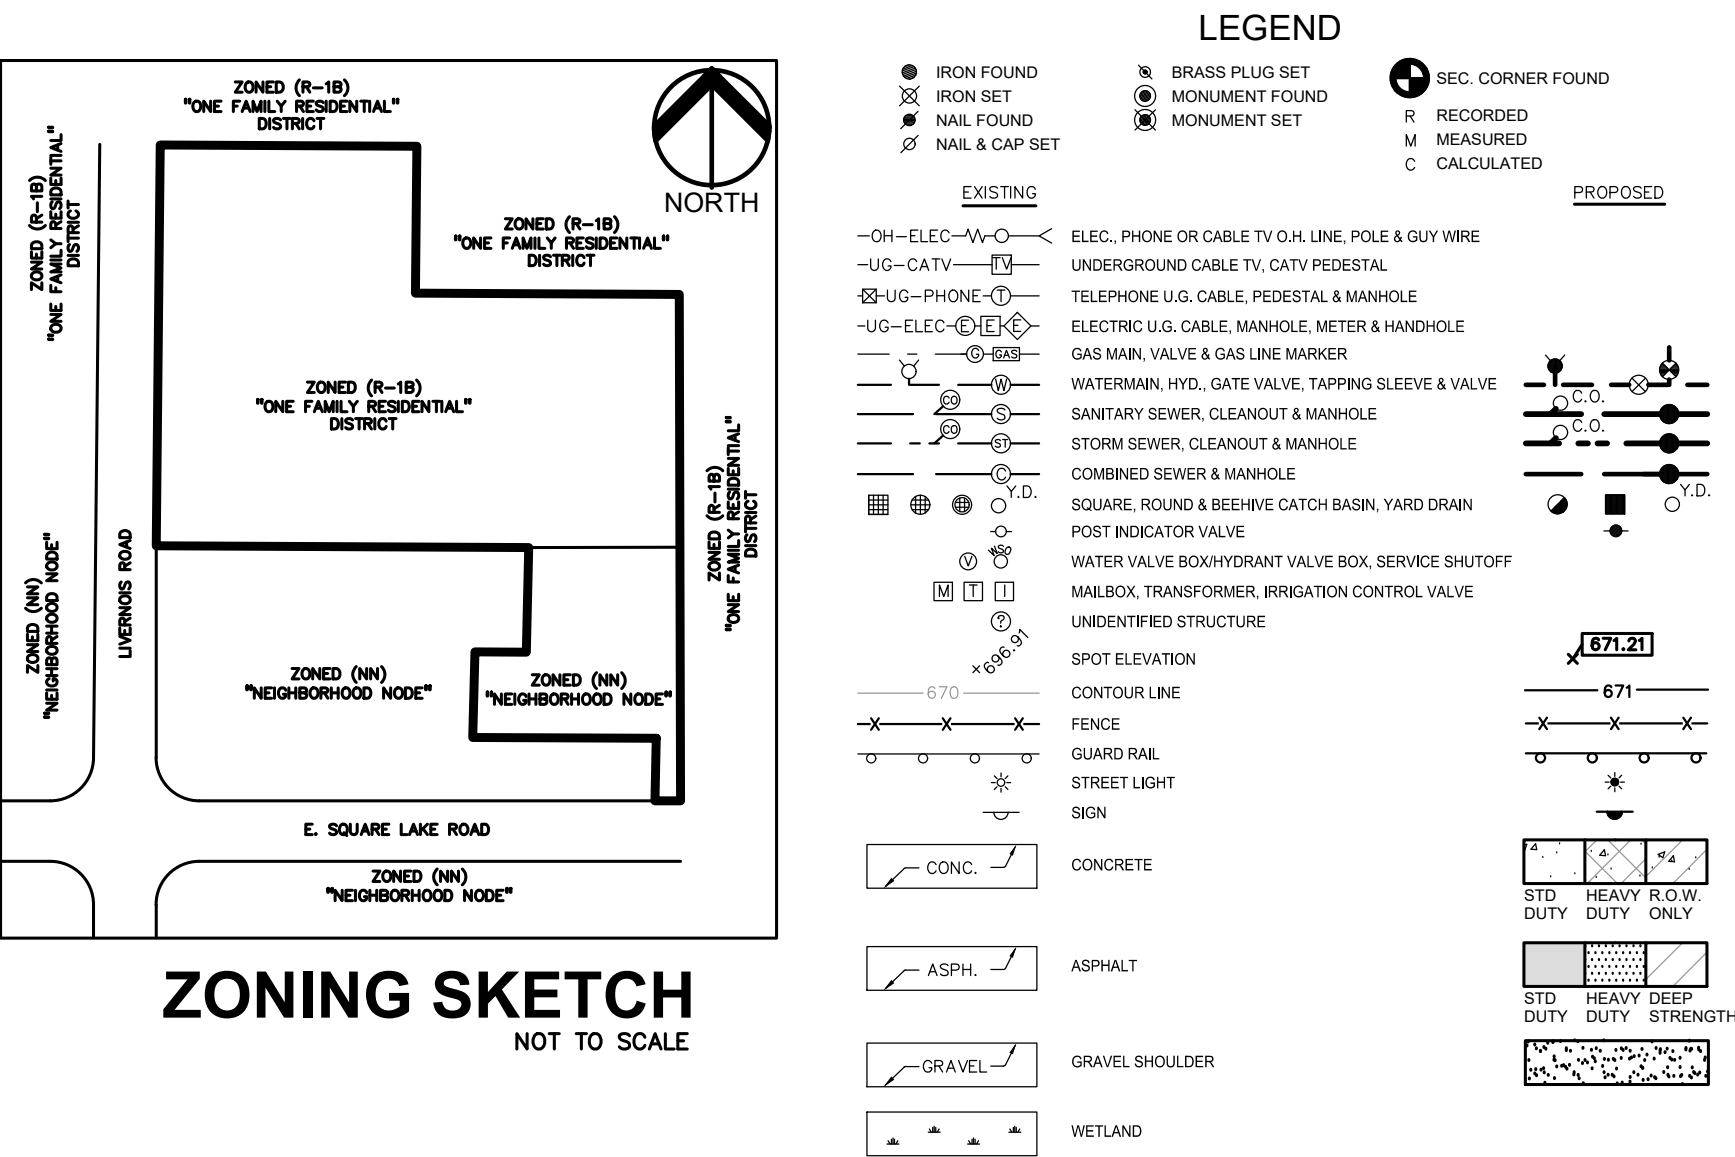 LEGEND
ZONED (R-1B)
"ONE FAMILY RESIDENTIAL"
DISTRICT
ZONED (R-1B)
"ONE FAMILY RESIDENTIAL"
DISTRICT
NORTH
ZONED (R-1B)
"ONE FAMILY RESIDENTIAL"
DISTRICT
ZONED (R-1B)
"ONE FAMILY RESIDENTIAL"
DISTRICT
ZONED (R-1B)
"ONE FAMILY RESIDENTIAL"
DISTRICT
LIVERNOIS ROAD
ZONED (NN)
"NEIGHBORHOOD NODE"
ZONED (NN)
"NEIGHBORHOOD NODE"
ZONED (NN)
"NEIGHBORHOOD NODE"
E. SQUARE LAKE ROAD
ZONED (NN)
"NEIGHBORHOOD NODE"
ZONING SKETCH
NOT TO SCALE
IRON FOUND
IRON SET
NAIL FOUND
NAIL & CAP SET
BRASS PLUG SET
MONUMENT FOUND
MONUMENT SET
SEC. CORNER FOUND
R RECORDED
M MEASURED
C CALCULATED
EXISTING
PROPOSED
OH-ELEC ELEC., PHONE OR CABLE TV O.H. LINE, POLE & GUY WIRE
UG-CATV TV UNDERGROUND CABLE TV, CATV PEDESTAL
UG-PHONE T TELEPHONE U.G. CABLE, PEDESTAL & MANHOLE
UG-ELEC E E E ELECTRIC U.G. CABLE, MANHOLE, METER & HANDHOLE
G GAS GAS MAIN, VALVE & GAS LINE MARKER
W WATERMAIN, HYD., GATE VALVE, TAPPING SLEEVE & VALVE
CO S SANITARY SEWER, CLEANOUT & MANHOLE C.O.
CO ST STORM SEWER, CLEANOUT & MANHOLE C.O.
C COMBINED SEWER & MANHOLE
Y.D. SQUARE, ROUND & BEEHIVE CATCH BASIN, YARD DRAIN Y.D.
POST INDICATOR VALVE
V WSO WATER VALVE BOX/HYDRANT VALVE BOX, SERVICE SHUTOFF
M T I MAILBOX, TRANSFORMER, IRRIGATION CONTROL VALVE
? UNIDENTIFIED STRUCTURE
696.91 SPOT ELEVATION 671.21
670 CONTOUR LINE 671
X X X FENCE X X X
GUARD RAIL
STREET LIGHT
SIGN
CONC. CONCRETE
STD DUTY
HEAVY DUTY
R.O.W. ONLY
ASPH. ASPHALT
STD DUTY
HEAVY DUTY
DEEP STRENGTH
GRAVEL GRAVEL SHOULDER
WETLAND